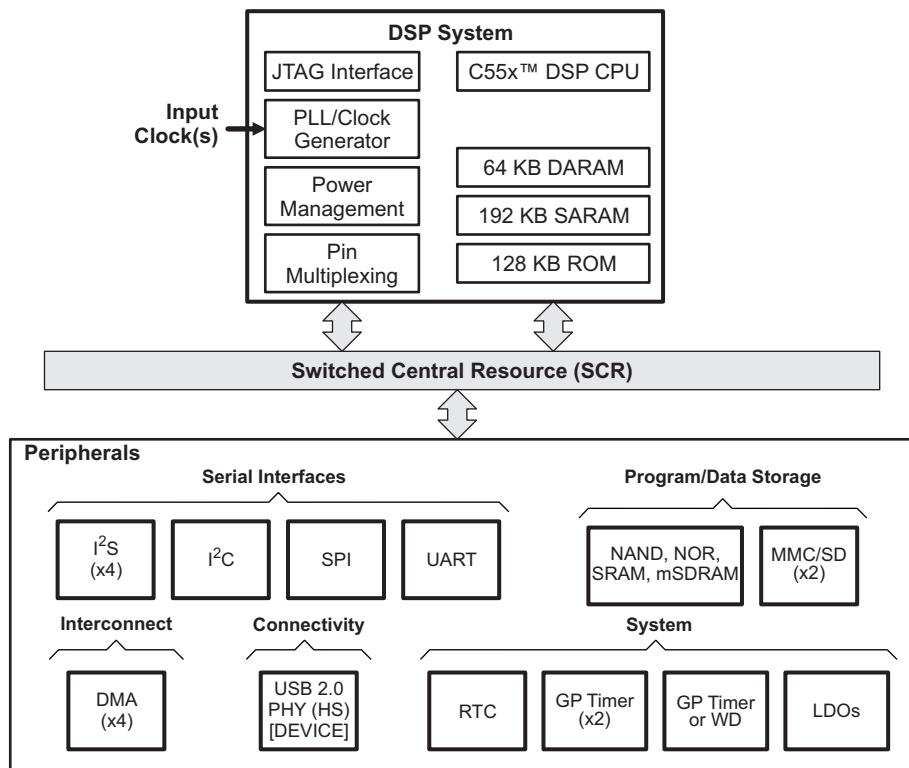 DSP System
JTAG Interface
C55x™ DSP CPU
Input
Clock(s)
PLL/Clock
Generator
64 KB DARAM
Power
Management
192 KB SARAM
Pin
Multiplexing
128 KB ROM
Switched Central Resource (SCR)
Peripherals
Serial Interfaces
Program/Data Storage
I²S
(x4)
I²C
SPI
UART
NAND, NOR,
SRAM, mSDRAM
MMC/SD
(x2)
Interconnect
Connectivity
System
DMA
(x4)
USB 2.0
PHY (HS)
[DEVICE]
RTC
GP Timer
(x2)
GP Timer
or WD
LDOs